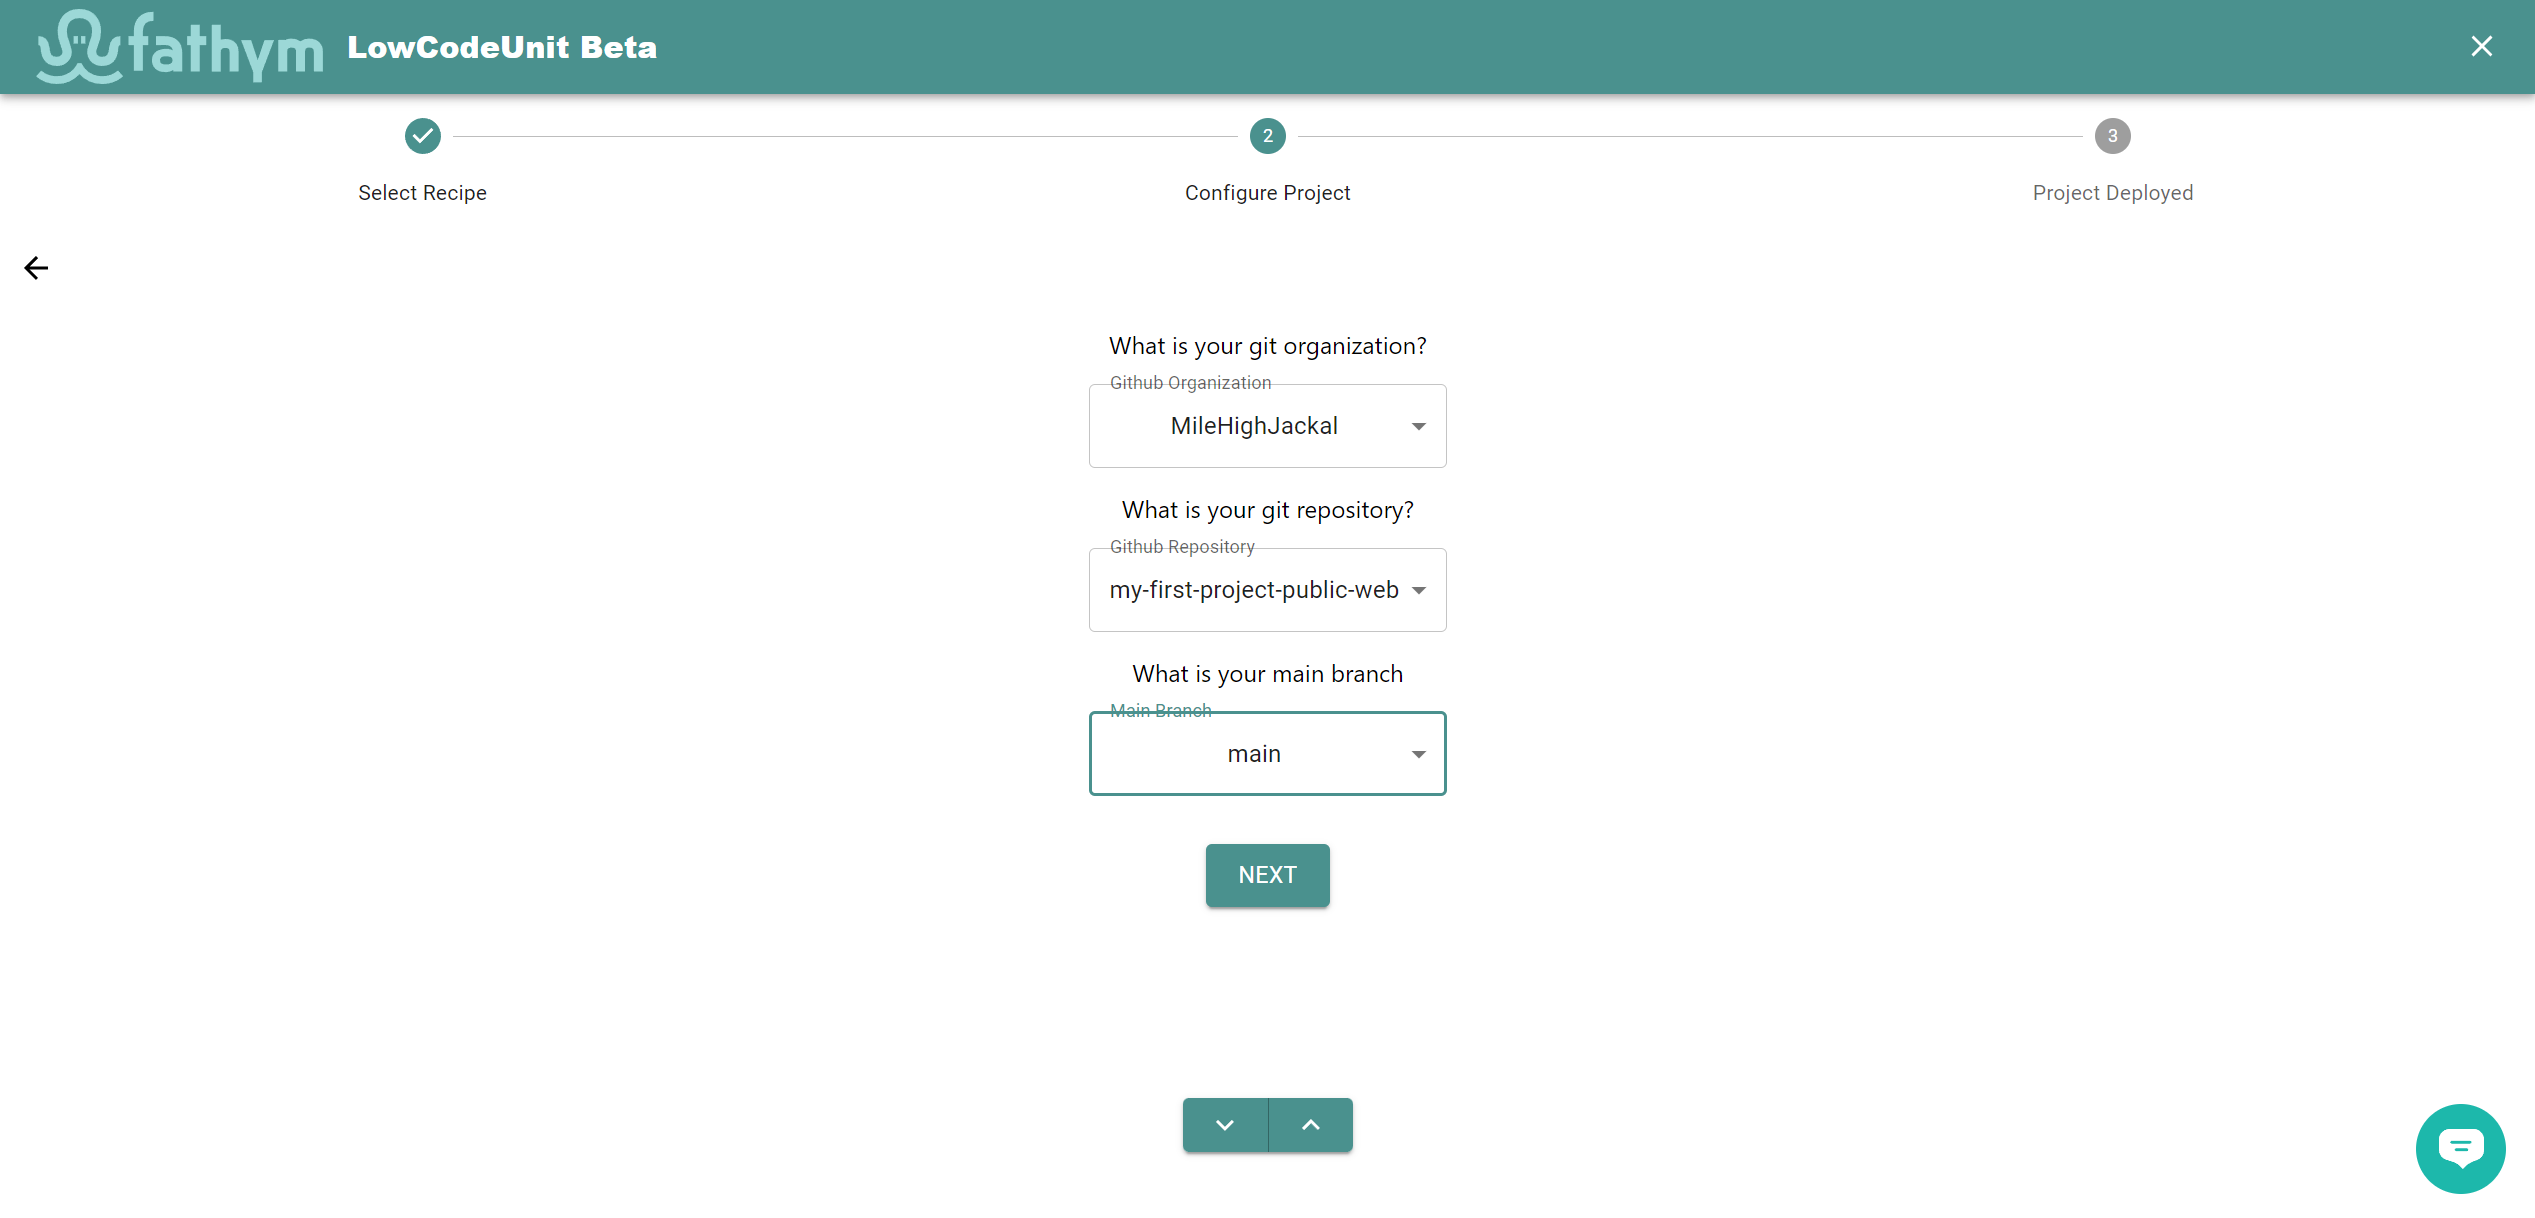 fathym LowCodeUnit Beta
2
3
Select Recipe
Configure Project
Project Deployed
What is your git organization?
Github Organization
MileHighJackal
What is your git repository?
Github Repository
my-first-project-public-web
What is your main branch
Main Branch
main
NEXT